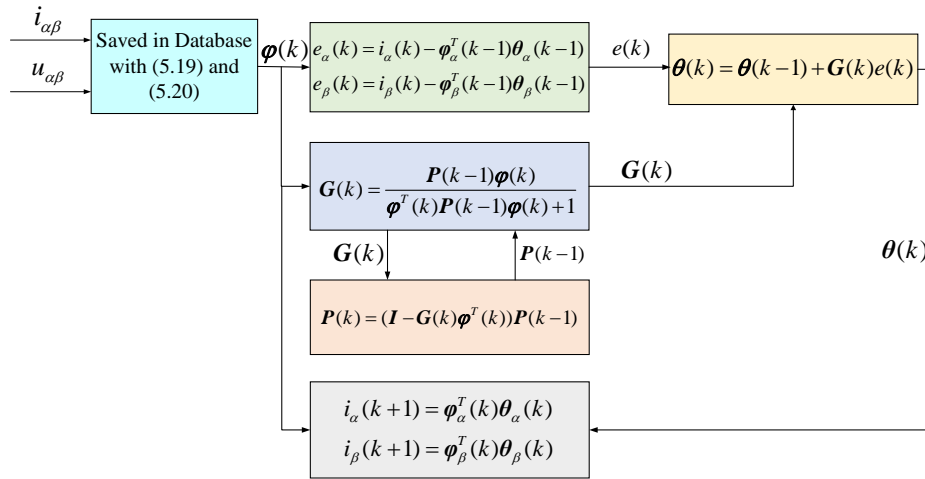 i_{αβ}
u_{αβ}
Saved in Database
with (5.19) and
(5.20)
φ(k)
e_α(k) = i_α(k) − φ_α^T(k−1)θ_α(k−1)
e_β(k) = i_β(k) − φ_β^T(k−1)θ_β(k−1)
e(k)
θ(k) = θ(k−1) + G(k)e(k)
G(k) = P(k−1)φ(k) / φ^T(k)P(k−1)φ(k)+1
G(k)
G(k)
P(k−1)
θ(k)
P(k) = (I − G(k)φ^T(k))P(k−1)
i_α(k+1) = φ_α^T(k)θ_α(k)
i_β(k+1) = φ_β^T(k)θ_β(k)